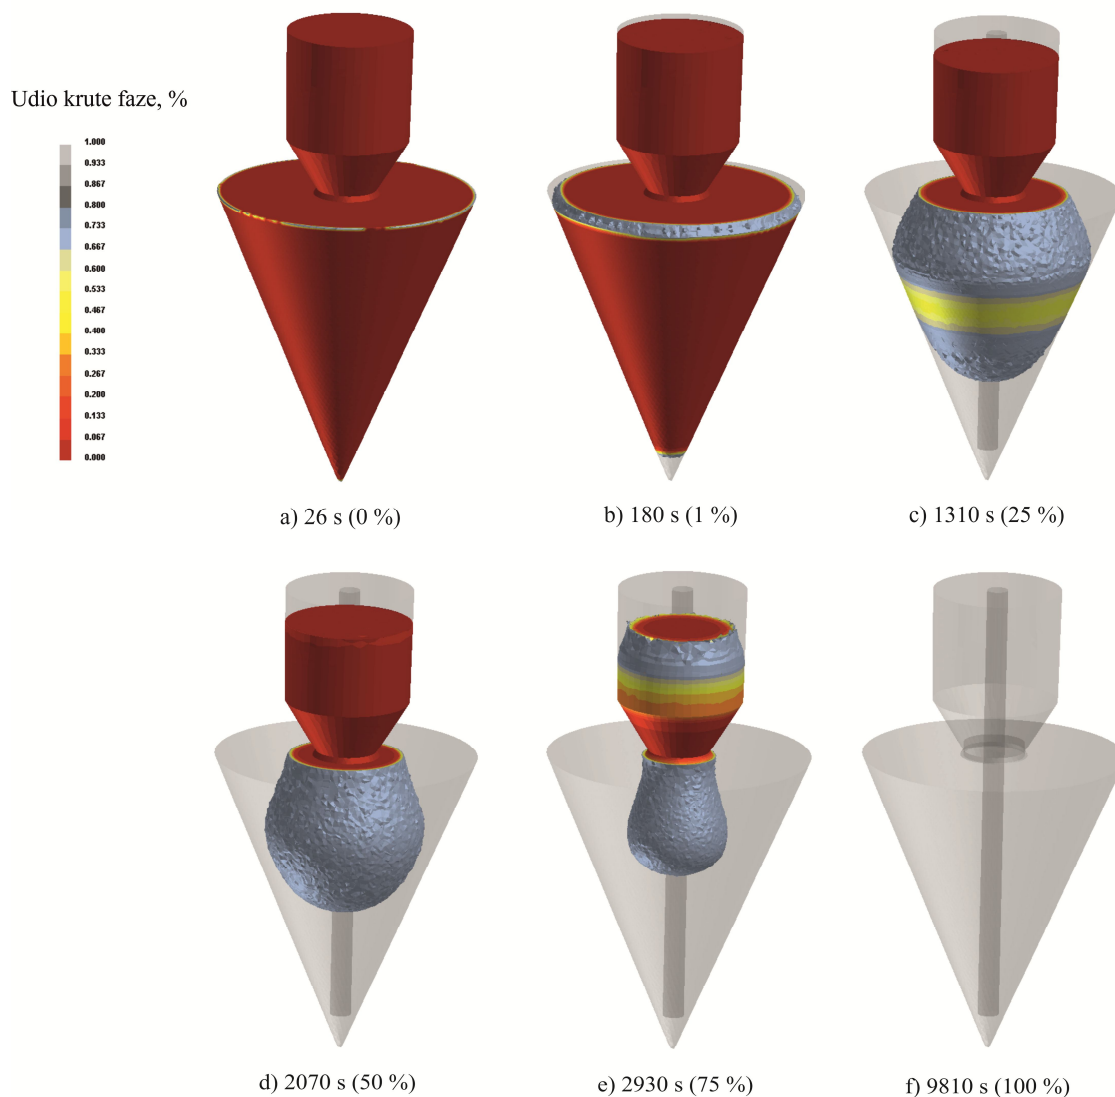 Udio krute faze, %
1.000
0.933
0.867
0.800
0.733
0.667
0.600
0.533
0.467
0.400
0.333
0.267
0.200
0.133
0.067
0.000
a) 26 s (0 %)
b) 180 s (1 %)
c) 1310 s (25 %)
d) 2070 s (50 %)
e) 2930 s (75 %)
f) 9810 s (100 %)